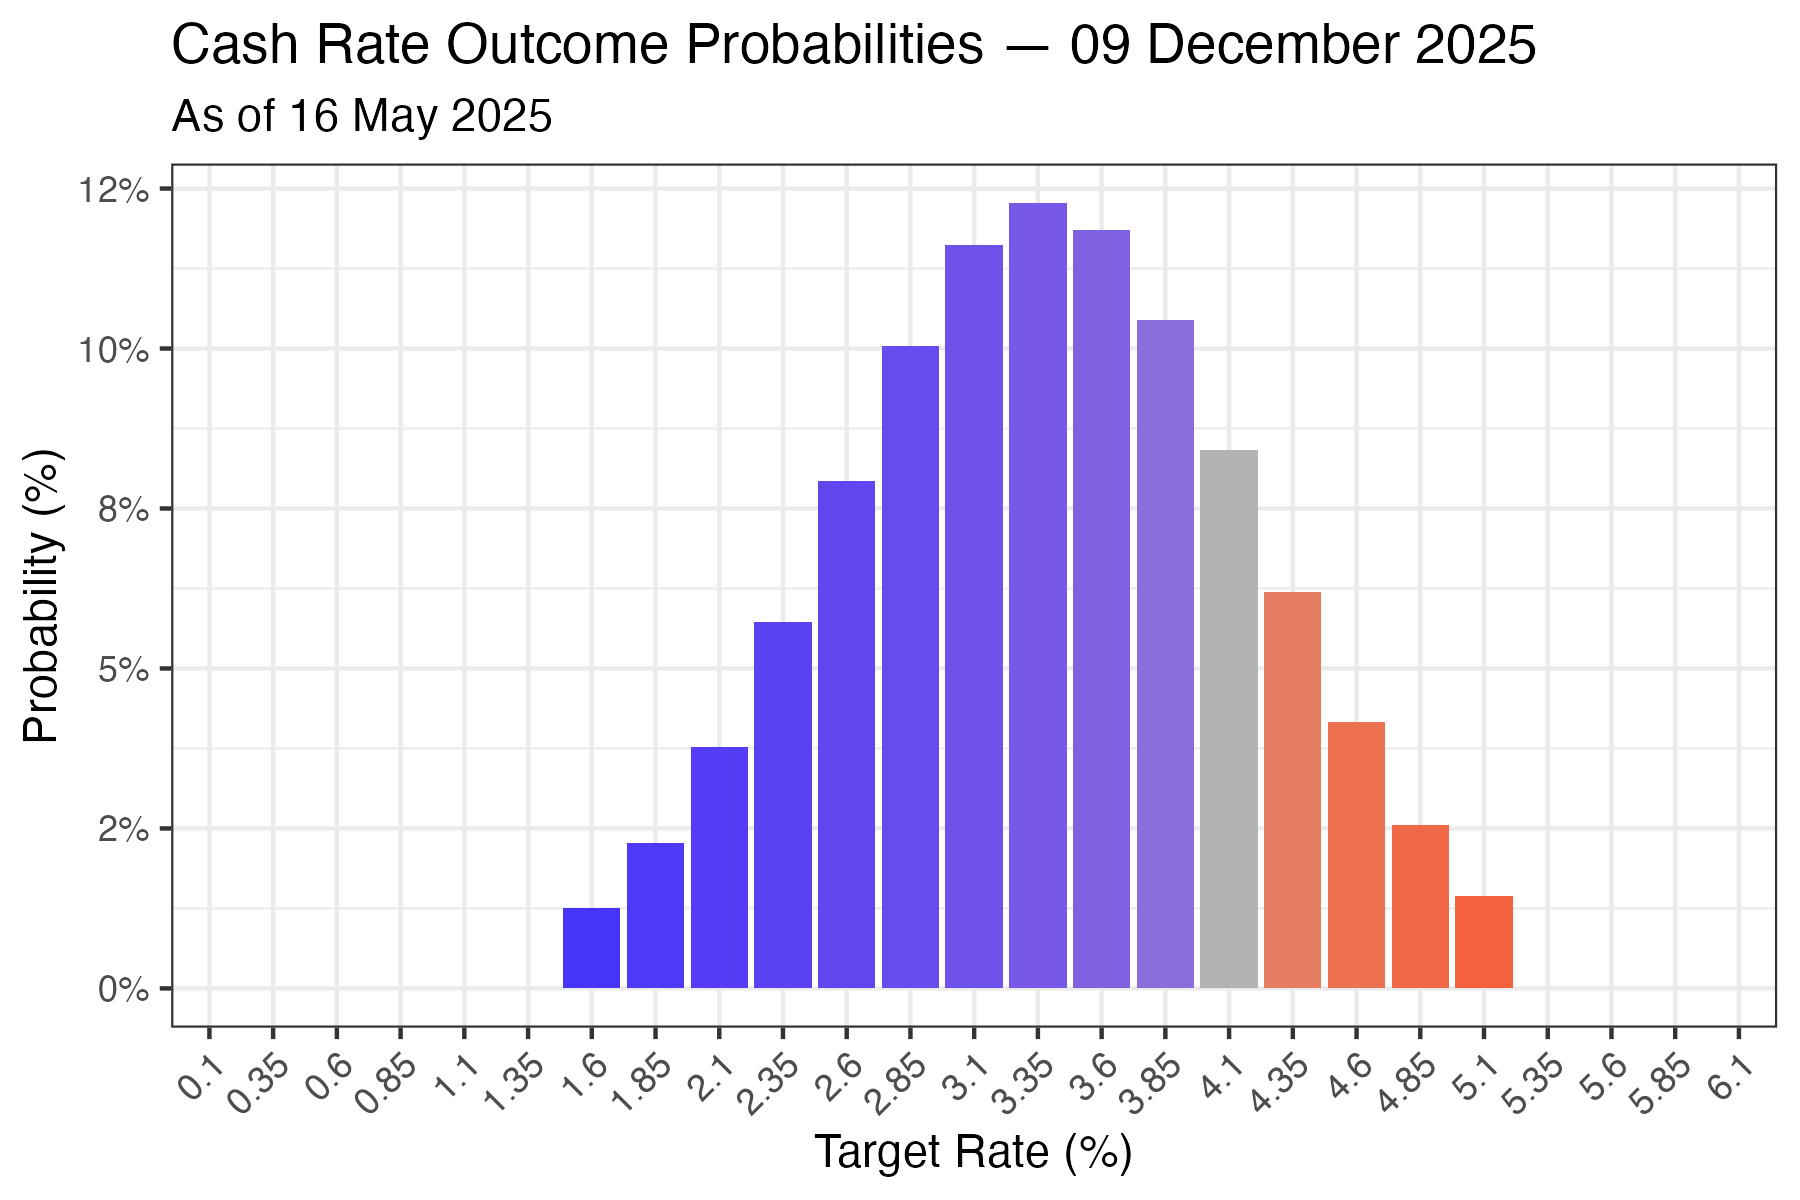 Cash Rate Outcome Probabilities — 09 December 2025
As of 16 May 2025
Probability (%)
12%
10%
8%
5%
2%
0%
0.1 0.35 0.6 0.85 1.1 1.35 1.6 1.85 2.1 2.35 2.6 2.85 3.1 3.35 3.6 3.85 4.1 4.35 4.6 4.85 5.1 5.35 5.6 5.85 6.1
Target Rate (%)